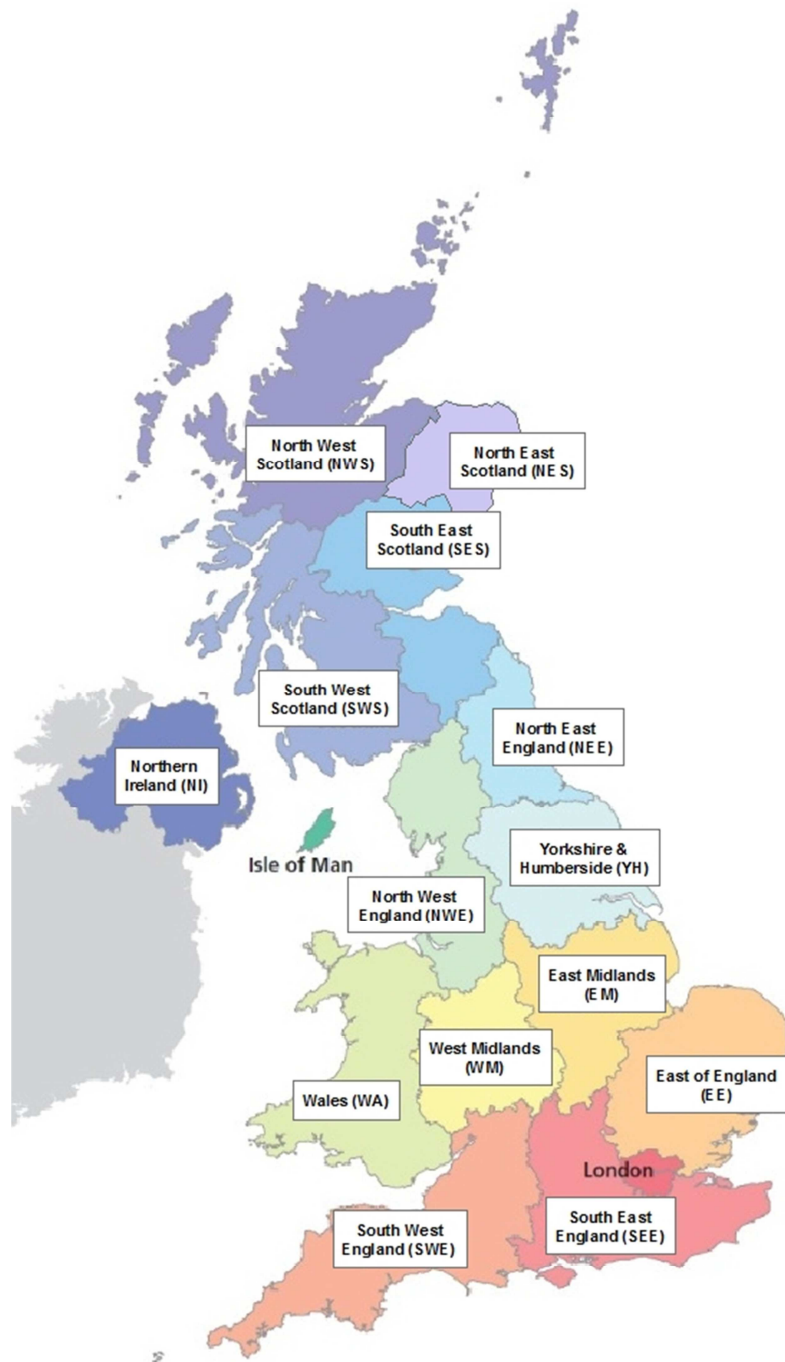 North West
Scotland (NWS)
North East
Scotland (NES)
South East
Scotland (SES)
South West
Scotland (SWS)
North East
England (NEE)
Northern
Ireland (NI)
Isle of Man
Yorkshire &
Humberside (YH)
North West
England (NWE)
East Midlands
(EM)
West Midlands
(WM)
East of England
(EE)
Wales (WA)
London
South West
England (SWE)
South East
England (SEE)